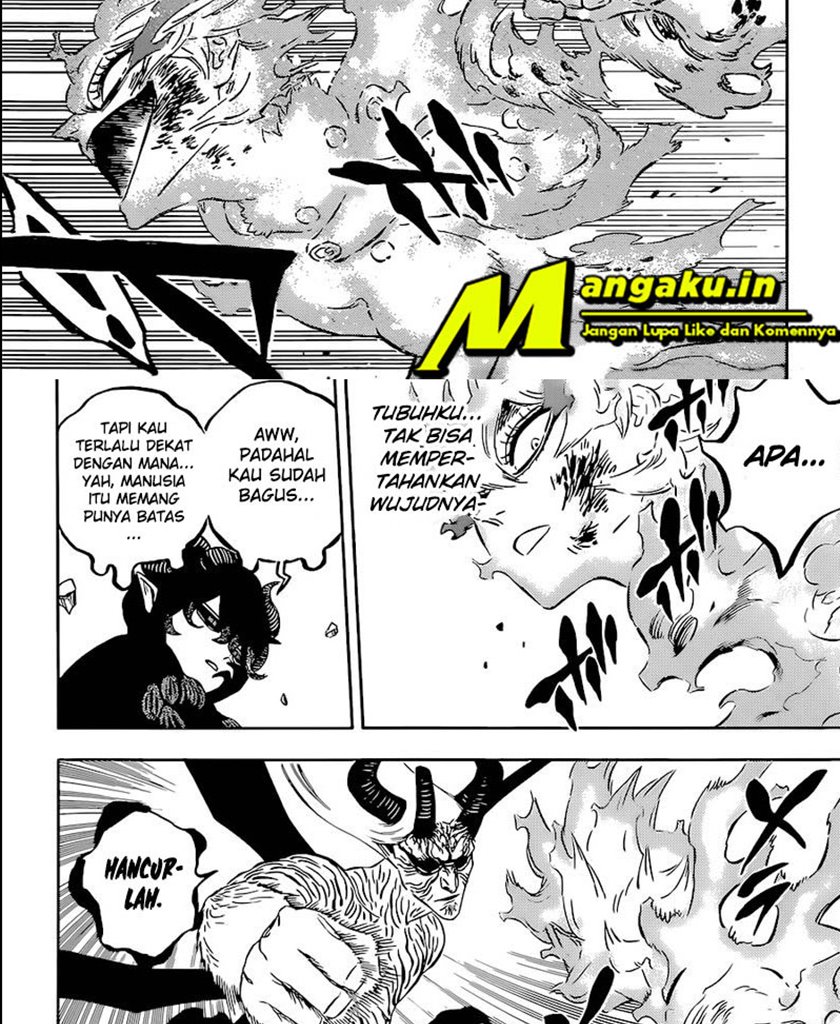 Mangaku.in
Jangan Lupa Like dan Komennya
APA...
TUBUHKU...
TAK BISA
MEMPER-
TAHANKAN
WUJUDNYA
AWW,
PADAHAL
KAU SUDAH
BAGUS...
TAPI KAU
TERLALU DEKAT
DENGAN MANA...
YAH, MANUSIA
ITU MEMANG
PUNYA BATAS
...
HANCUR-
LAH.